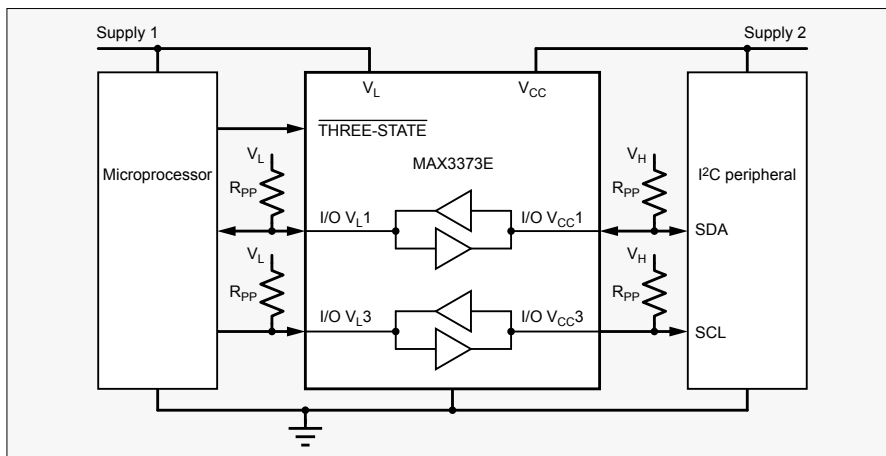 Supply 1
Supply 2
V_L
V_CC
THREE-STATE
MAX3373E
Microprocessor
I²C peripheral
V_L
R_PP
V_H
R_PP
I/O V_L1
I/O V_CC1
SDA
V_L
R_PP
V_H
R_PP
I/O V_L3
I/O V_CC3
SCL